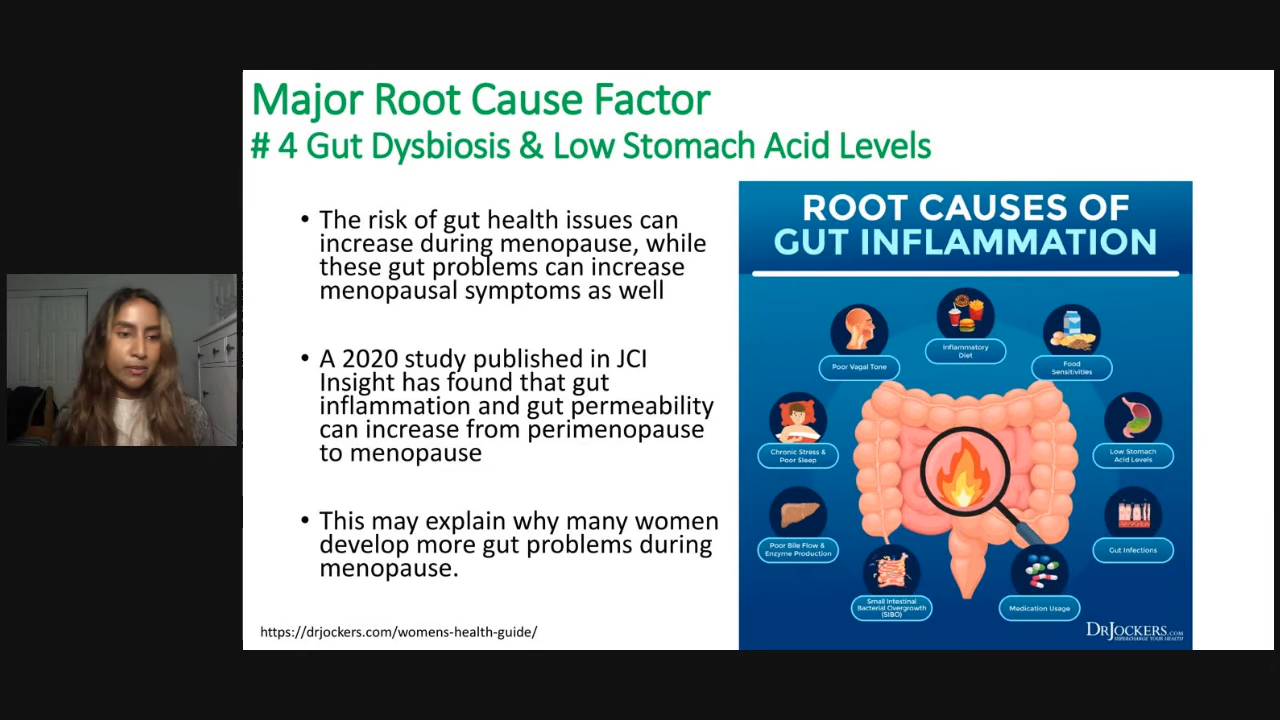 Major Root Cause Factor
# 4 Gut Dysbiosis & Low Stomach Acid Levels
• The risk of gut health issues can
increase during menopause, while
these gut problems can increase
menopausal symptoms as well
• A 2020 study published in JCI
Insight has found that gut
inflammation and gut permeability
can increase from perimenopause
to menopause
• This may explain why many women
develop more gut problems during
menopause.
https://drjockers.com/womens-health-guide/
ROOT CAUSES OF
GUT INFLAMMATION
Inflammatory
Diet
Poor Vagal Tone
Food
Sensitivities
Chronic Stress &
Poor Sleep
Low Stomach
Acid Levels
Poor Bile Flow &
Enzyme Production
Gut Infections
Small Intestinal
Bacterial Overgrowth
(SIBO)
Medication Usage
DRJOCKERS.COM
SUPERCHARGE YOUR HEALTH